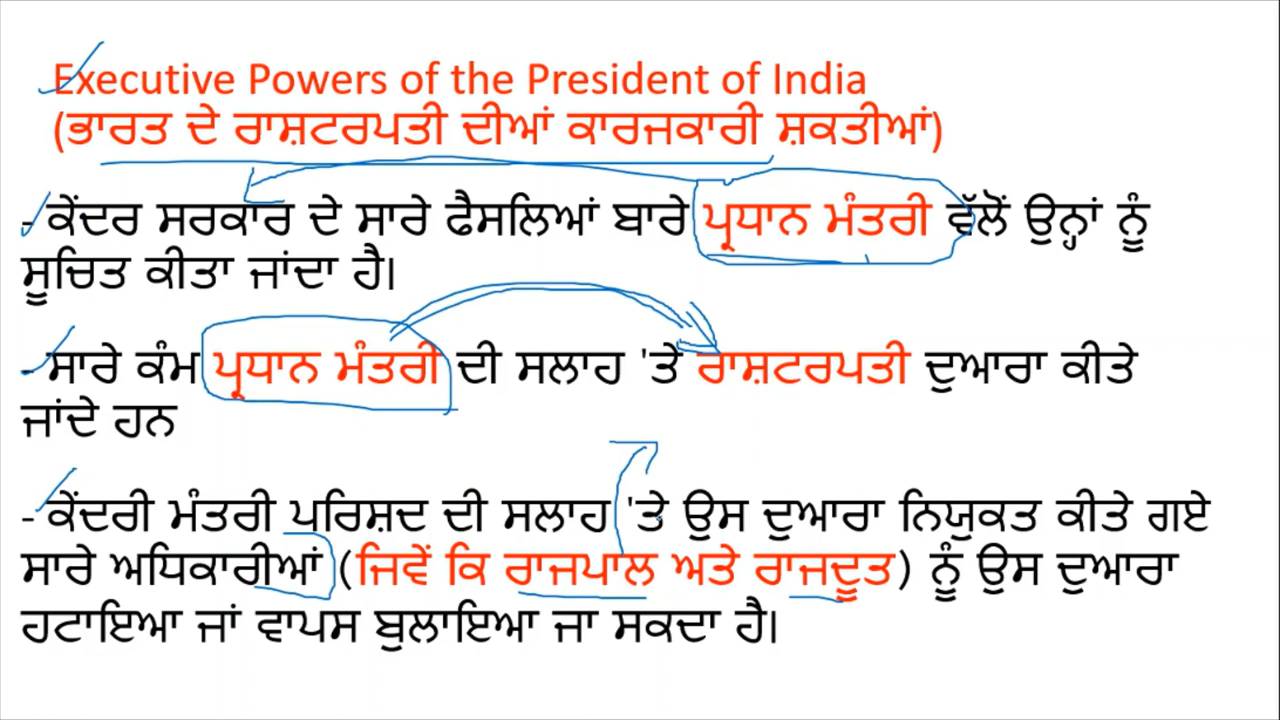 Executive Powers of the President of India
(ਭਾਰਤ ਦੇ ਰਾਸ਼ਟਰਪਤੀ ਦੀਆਂ ਕਾਰਜਕਾਰੀ ਸ਼ਕਤੀਆਂ)
- ਕੇਂਦਰ ਸਰਕਾਰ ਦੇ ਸਾਰੇ ਫੈਸਲਿਆਂ ਬਾਰੇ ਪ੍ਰਧਾਨ ਮੰਤਰੀ ਵੱਲੋਂ ਉਨ੍ਹਾਂ ਨੂੰ
ਸੂਚਿਤ ਕੀਤਾ ਜਾਂਦਾ ਹੈ।
- ਸਾਰੇ ਕੰਮ ਪ੍ਰਧਾਨ ਮੰਤਰੀ ਦੀ ਸਲਾਹ 'ਤੇ ਰਾਸ਼ਟਰਪਤੀ ਦੁਆਰਾ ਕੀਤੇ
ਜਾਂਦੇ ਹਨ
- ਕੇਂਦਰੀ ਮੰਤਰੀ ਪਰਿਸ਼ਦ ਦੀ ਸਲਾਹ 'ਤੇ ਉਸ ਦੁਆਰਾ ਨਿਯੁਕਤ ਕੀਤੇ ਗਏ
ਸਾਰੇ ਅਧਿਕਾਰੀਆਂ (ਜਿਵੇਂ ਕਿ ਰਾਜਪਾਲ ਅਤੇ ਰਾਜਦੂਤ) ਨੂੰ ਉਸ ਦੁਆਰਾ
ਹਟਾਇਆ ਜਾਂ ਵਾਪਸ ਬੁਲਾਇਆ ਜਾ ਸਕਦਾ ਹੈ।